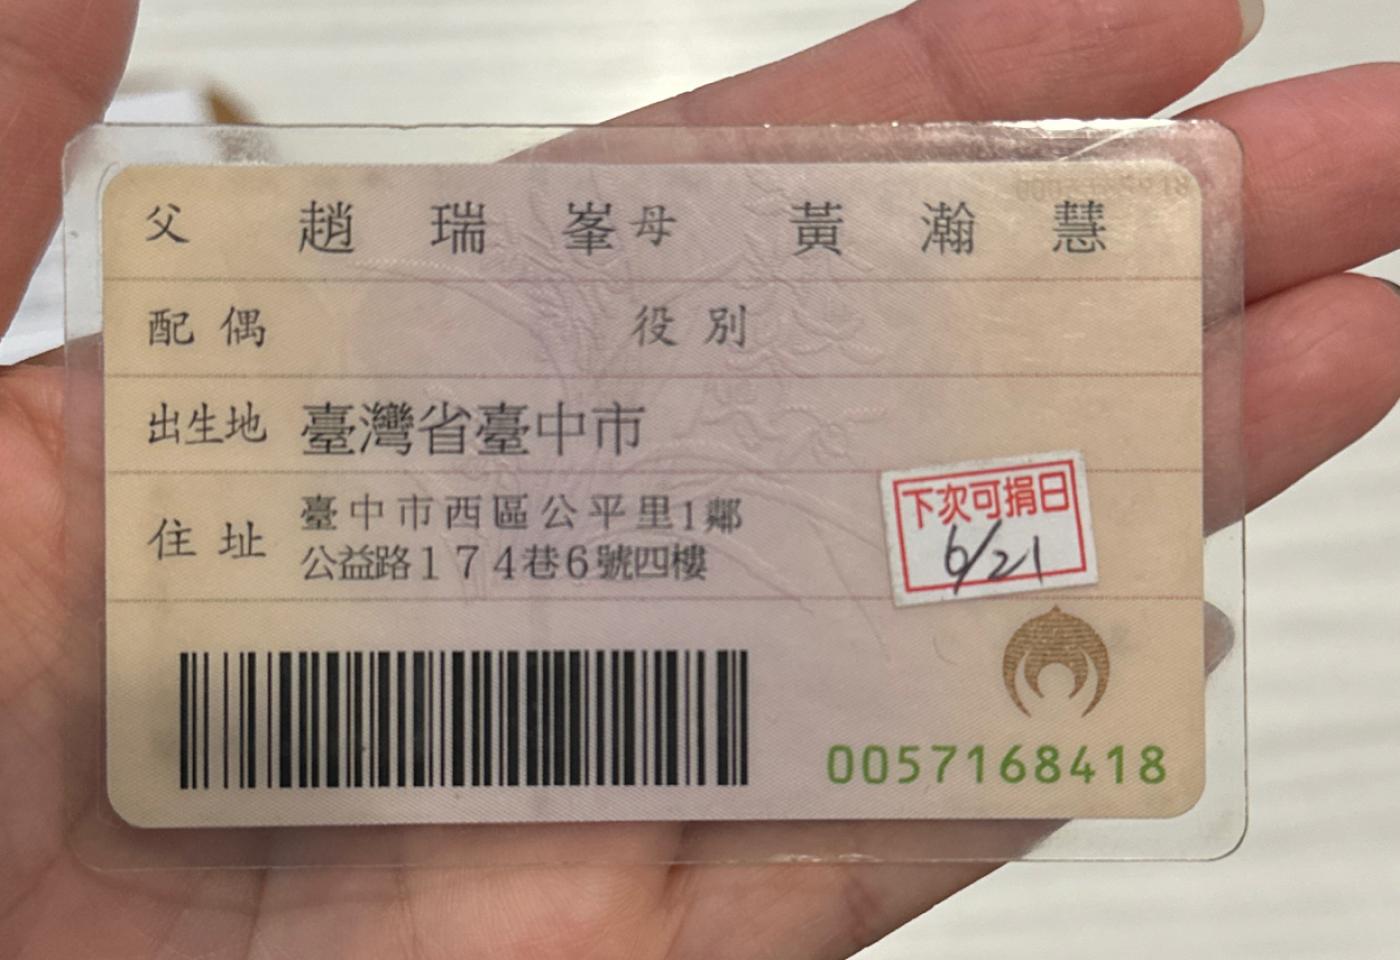 父 趙瑞峯 母 黃瀚慧
配偶 役別
出生地 臺灣省臺中市
住址 臺中市西區公平里1鄰
公益路174巷6號四樓
下次可捐日
6/21
0057168418